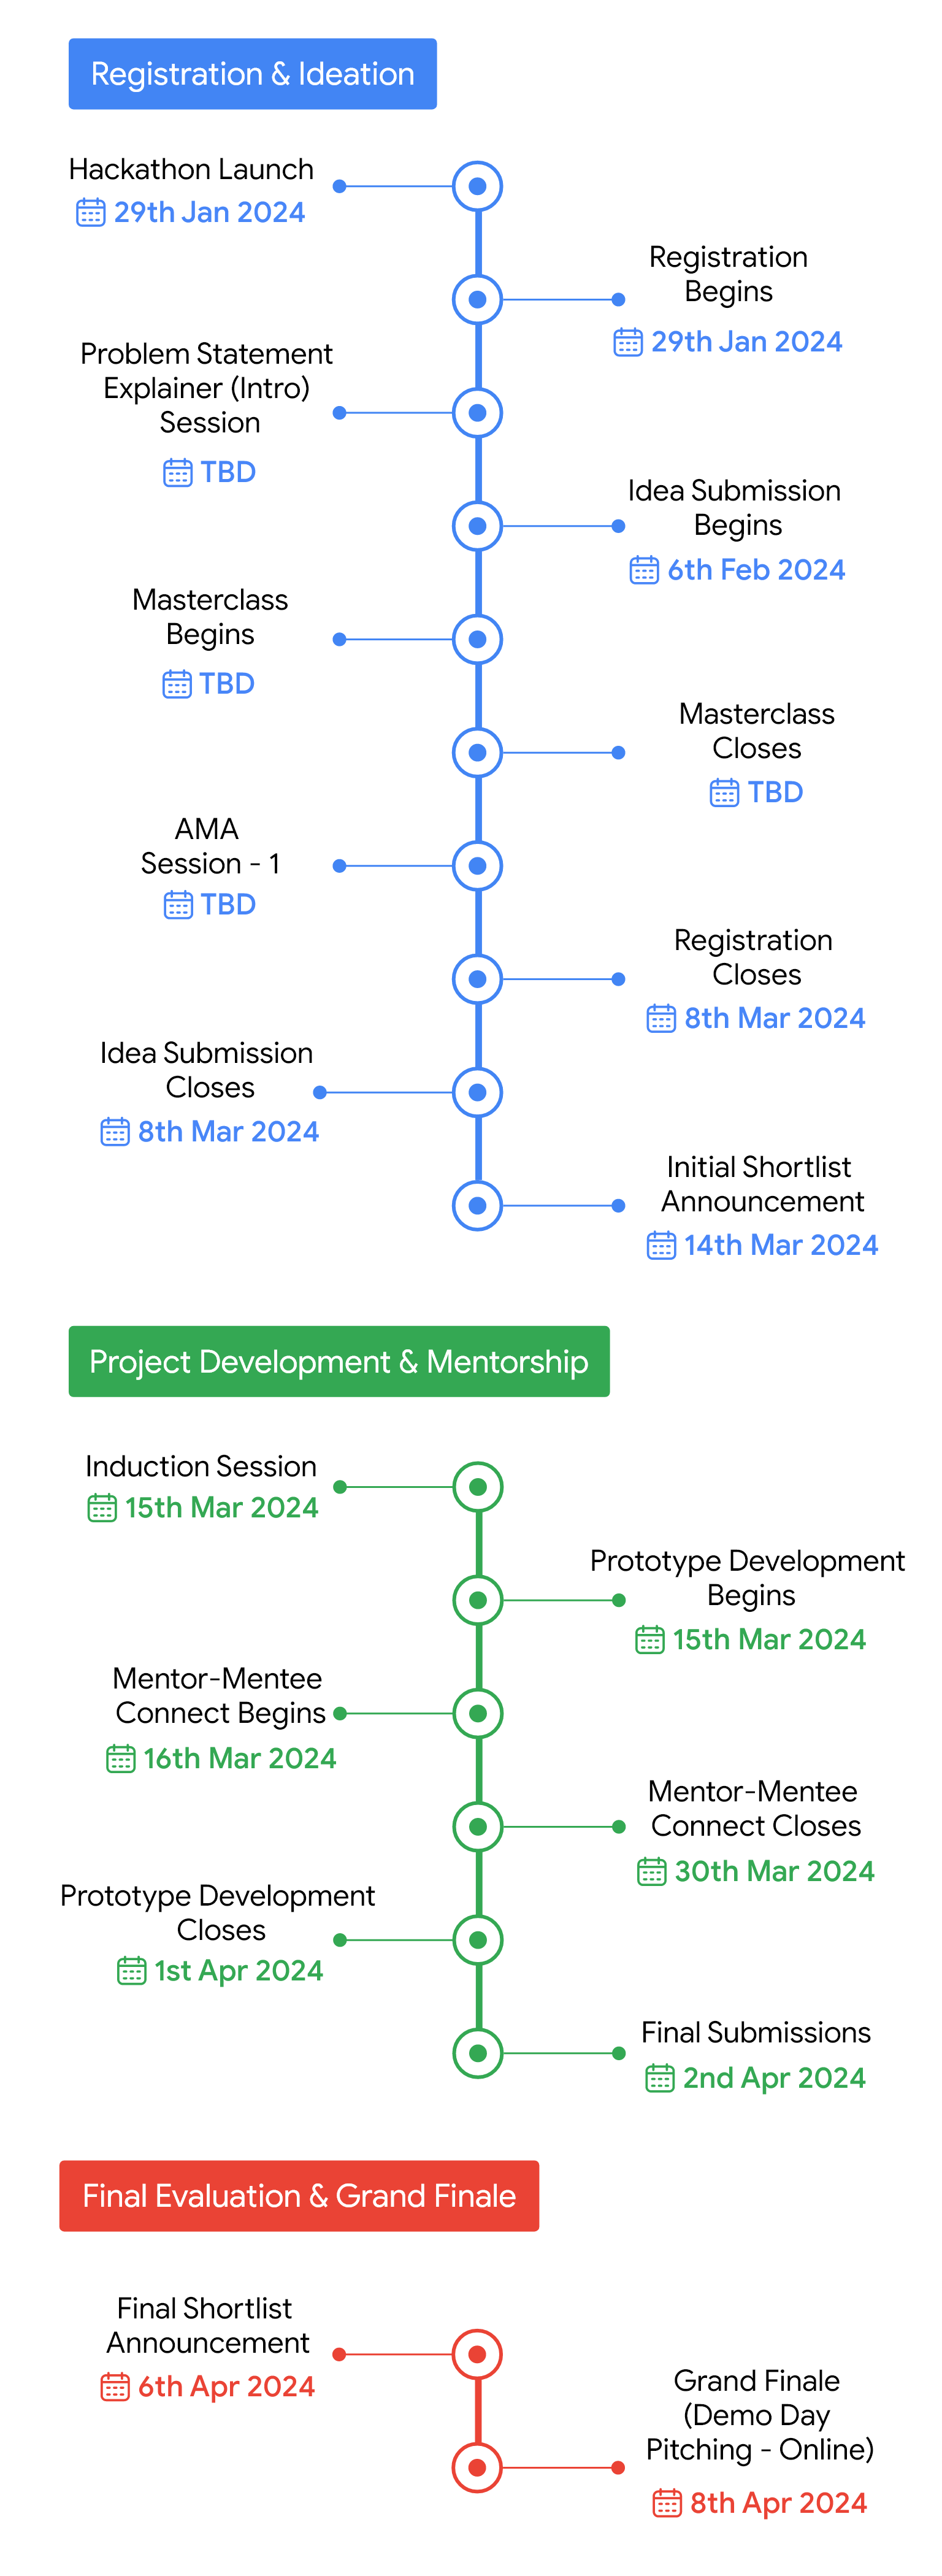 Registration & Ideation
Hackathon Launch
29th Jan 2024
Registration
Begins
29th Jan 2024
Problem Statement
Explainer (Intro)
Session
TBD
Idea Submission
Begins
6th Feb 2024
Masterclass
Begins
TBD
Masterclass
Closes
TBD
AMA
Session - 1
TBD
Registration
Closes
8th Mar 2024
Idea Submission
Closes
8th Mar 2024
Initial Shortlist
Announcement
14th Mar 2024
Project Development & Mentorship
Induction Session
15th Mar 2024
Prototype Development
Begins
15th Mar 2024
Mentor-Mentee
Connect Begins
16th Mar 2024
Mentor-Mentee
Connect Closes
30th Mar 2024
Prototype Development
Closes
1st Apr 2024
Final Submissions
2nd Apr 2024
Final Evaluation & Grand Finale
Final Shortlist
Announcement
6th Apr 2024
Grand Finale
(Demo Day
Pitching - Online)
8th Apr 2024